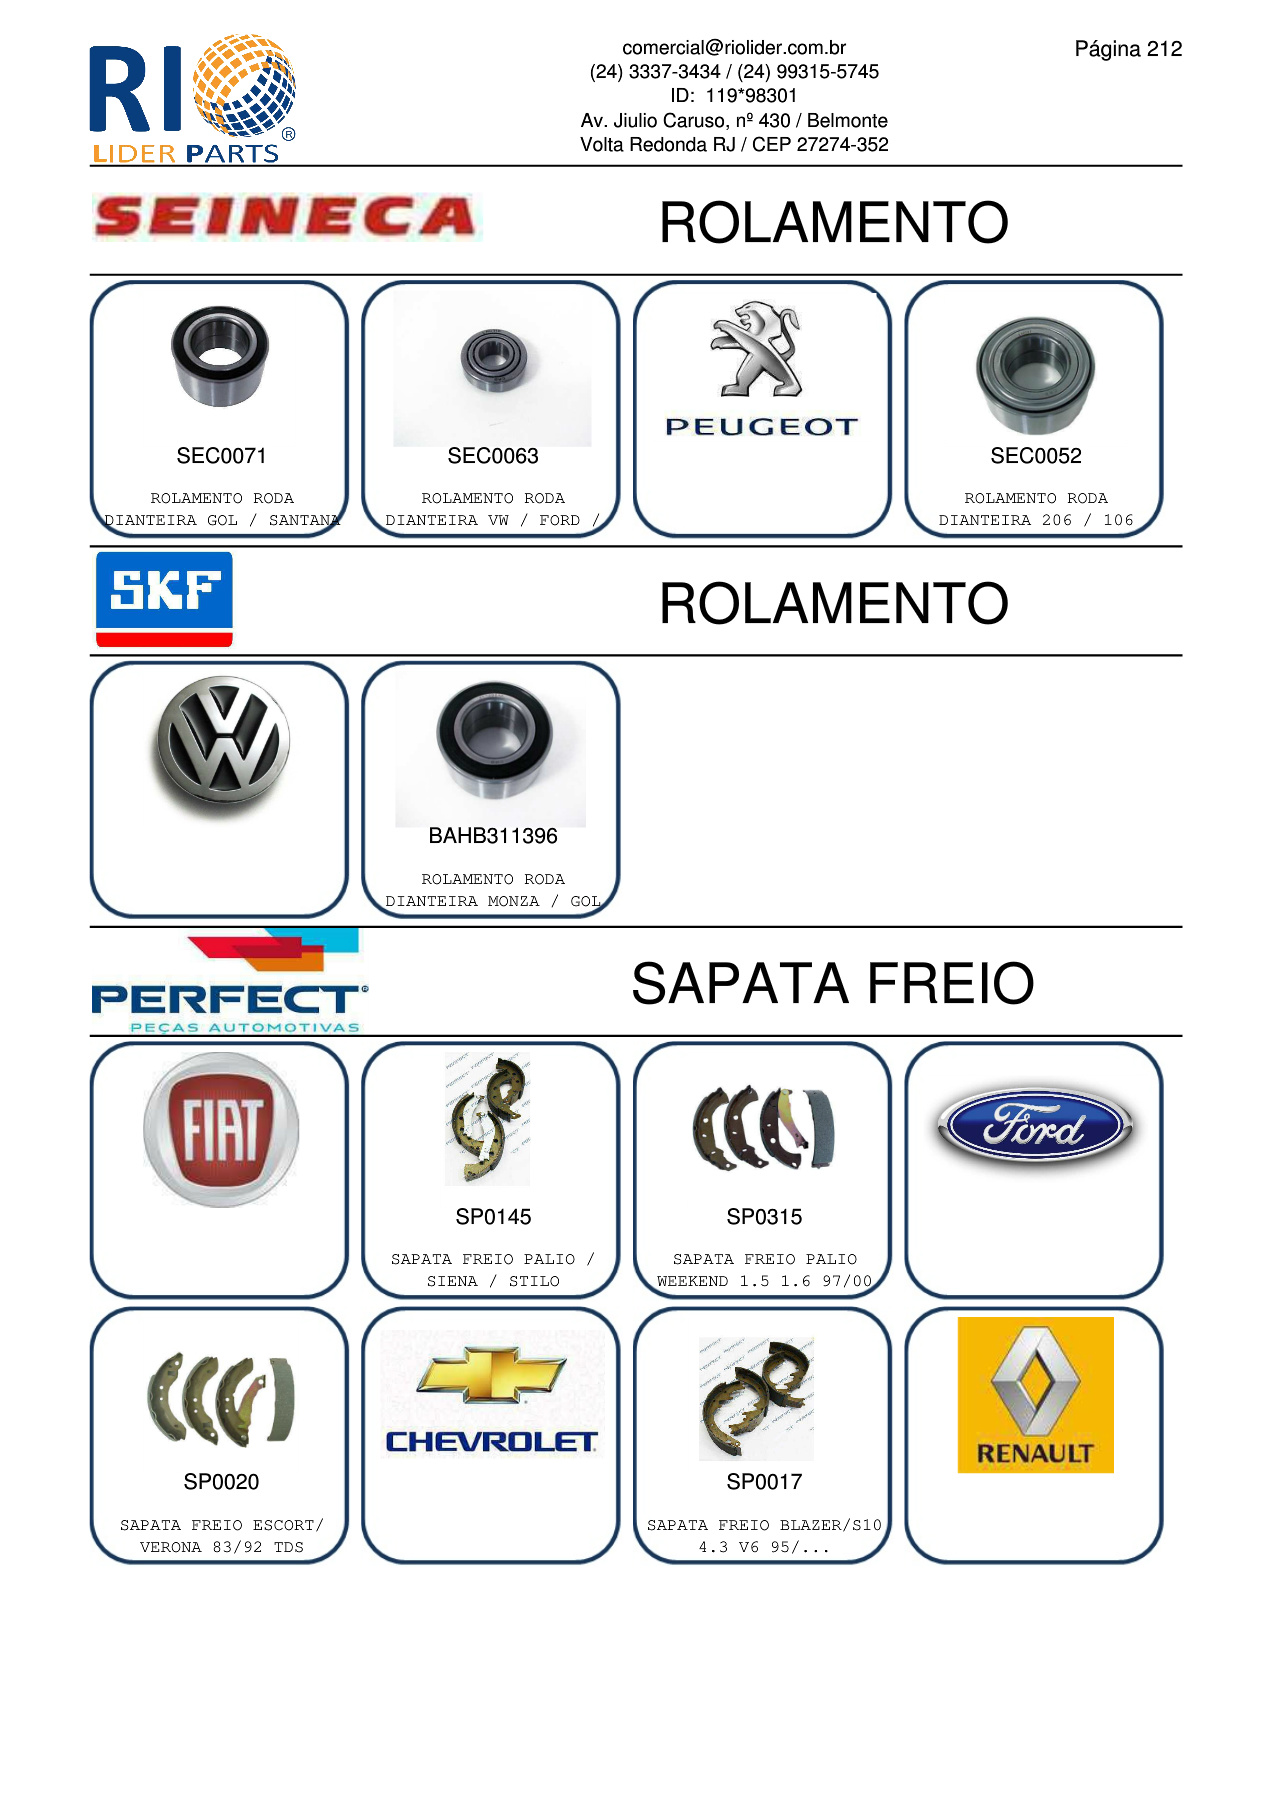 RIO
LIDER PARTS®
comercial@riolider.com.br
(24) 3337-3434 / (24) 99315-5745
ID: 119*98301
Av. Jiulio Caruso, nº 430 / Belmonte
Volta Redonda RJ / CEP 27274-352
Página 212
SEINECA
ROLAMENTO
SEC0071
ROLAMENTO RODA
DIANTEIRA GOL / SANTANA
SEC0063
ROLAMENTO RODA
DIANTEIRA VW / FORD /
PEUGEOT
SEC0052
ROLAMENTO RODA
DIANTEIRA 206 / 106
SKF
ROLAMENTO
VW
BAHB311396
ROLAMENTO RODA
DIANTEIRA MONZA / GOL
PERFECT®
PEÇAS AUTOMOTIVAS
SAPATA FREIO
FIAT
PERFECT
SP0145
SAPATA FREIO PALIO /
SIENA / STILO
SP0315
SAPATA FREIO PALIO
WEEKEND 1.5 1.6 97/00
Ford
SP0020
SAPATA FREIO ESCORT/
VERONA 83/92 TDS
CHEVROLET
PERFECT
SP0017
SAPATA FREIO BLAZER/S10
4.3 V6 95/...
RENAULT